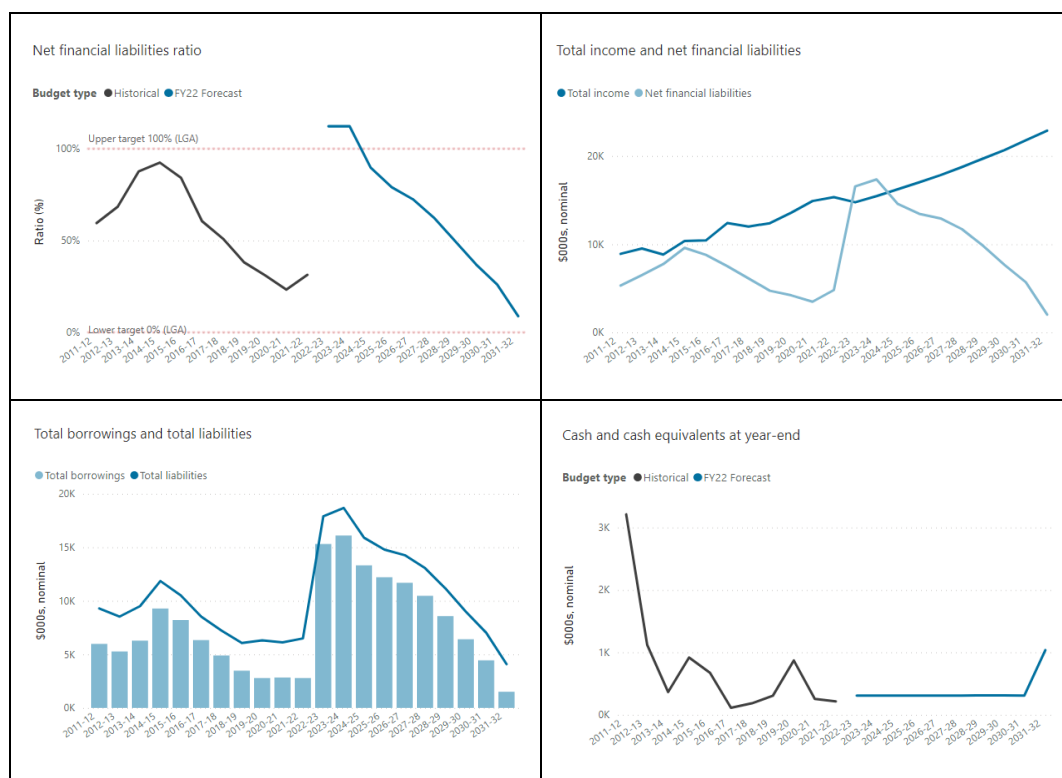 Net financial liabilities ratio
Budget type Historical FY22 Forecast
Upper target 100% (LGA)
100%
50%
0%
Lower target 0% (LGA)
Ratio (%)
2011-12 2012-13 2013-14 2014-15 2015-16 2016-17 2017-18 2018-19 2019-20 2020-21 2021-22 2022-23 2023-24 2024-25 2025-26 2026-27 2027-28 2028-29 2029-30 2030-31 2031-32
Total income and net financial liabilities
Total income Net financial liabilities
20K
10K
0K
$000s, nominal
2011-12 2012-13 2013-14 2014-15 2015-16 2016-17 2017-18 2018-19 2019-20 2020-21 2021-22 2022-23 2023-24 2024-25 2025-26 2026-27 2027-28 2028-29 2029-30 2030-31 2031-32
Total borrowings and total liabilities
Total borrowings Total liabilities
20K
15K
10K
5K
0K
$000s, nominal
2011-12 2012-13 2013-14 2014-15 2015-16 2016-17 2017-18 2018-19 2019-20 2020-21 2021-22 2022-23 2023-24 2024-25 2025-26 2026-27 2027-28 2028-29 2029-30 2030-31 2031-32
Cash and cash equivalents at year-end
Budget type Historical FY22 Forecast
3K
2K
1K
0K
$000s, nominal
2011-12 2012-13 2013-14 2014-15 2015-16 2016-17 2017-18 2018-19 2019-20 2020-21 2021-22 2022-23 2023-24 2024-25 2025-26 2026-27 2027-28 2028-29 2029-30 2030-31 2031-32